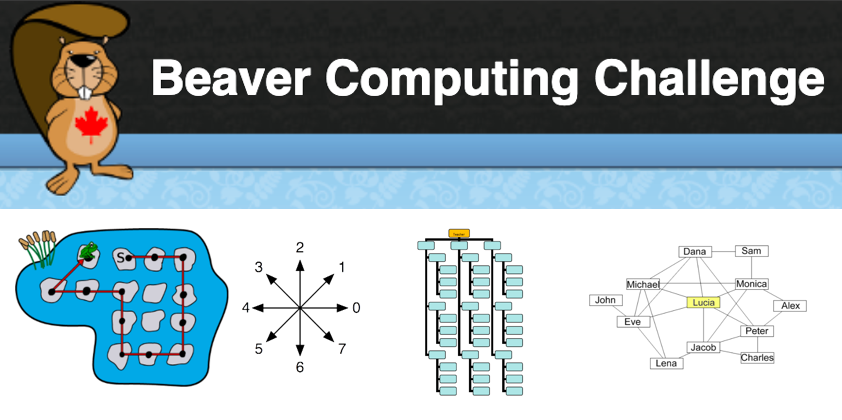 Beaver Computing Challenge
S
2
3
1
4
0
5
7
6
Dana
Sam
Michael
Monica
John
Lucia
Alex
Eve
Peter
Jacob
Lena
Charles